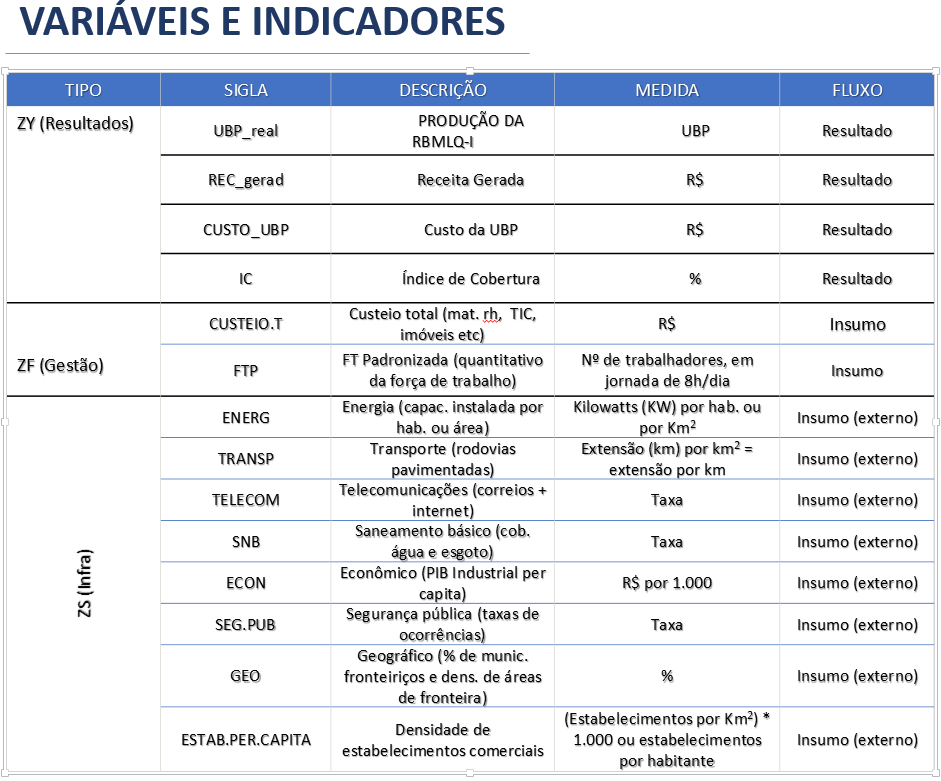 VARIÁVEIS E INDICADORES
TIPO SIGLA DESCRIÇÃO MEDIDA FLUXO
ZY (Resultados)
UBP_real
PRODUÇÃO DA
RBMLQ-I
UBP
Resultado
REC_gerad
Receita Gerada
R$
Resultado
CUSTO_UBP
Custo da UBP
R$
Resultado
IC
Índice de Cobertura
%
Resultado
ZF (Gestão)
CUSTEIO.T
Custeio total (mat. rh, TIC,
imóveis etc)
R$
Insumo
FTP
FT Padronizada (quantitativo
da força de trabalho)
Nº de trabalhadores, em
jornada de 8h/dia
Insumo
ZS (Infra)
ENERG
Energia (capac. instalada por
hab. ou área)
Kilowatts (KW) por hab. ou
por Km²
Insumo (externo)
TRANSP
Transporte (rodovias
pavimentadas)
Extensão (km) por km² =
extensão por km
Insumo (externo)
TELECOM
Telecomunicações (correios +
internet)
Taxa
Insumo (externo)
SNB
Saneamento básico (cob.
água e esgoto)
Taxa
Insumo (externo)
ECON
Econômico (PIB Industrial per
capita)
R$ por 1.000
Insumo (externo)
SEG.PUB
Segurança pública (taxas de
ocorrências)
Taxa
Insumo (externo)
GEO
Geográfico (% de munic.
fronteiriços e dens. de áreas
de fronteira)
%
Insumo (externo)
ESTAB.PER.CAPITA
Densidade de
estabelecimentos comerciais
(Estabelecimentos por Km²) *
1.000 ou estabelecimentos
por habitante
Insumo (externo)